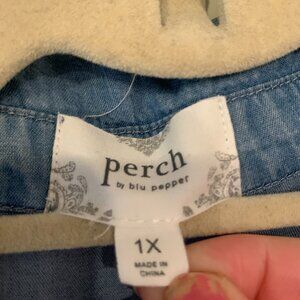 perch
by blu pepper
1X
MADE IN
CHINA